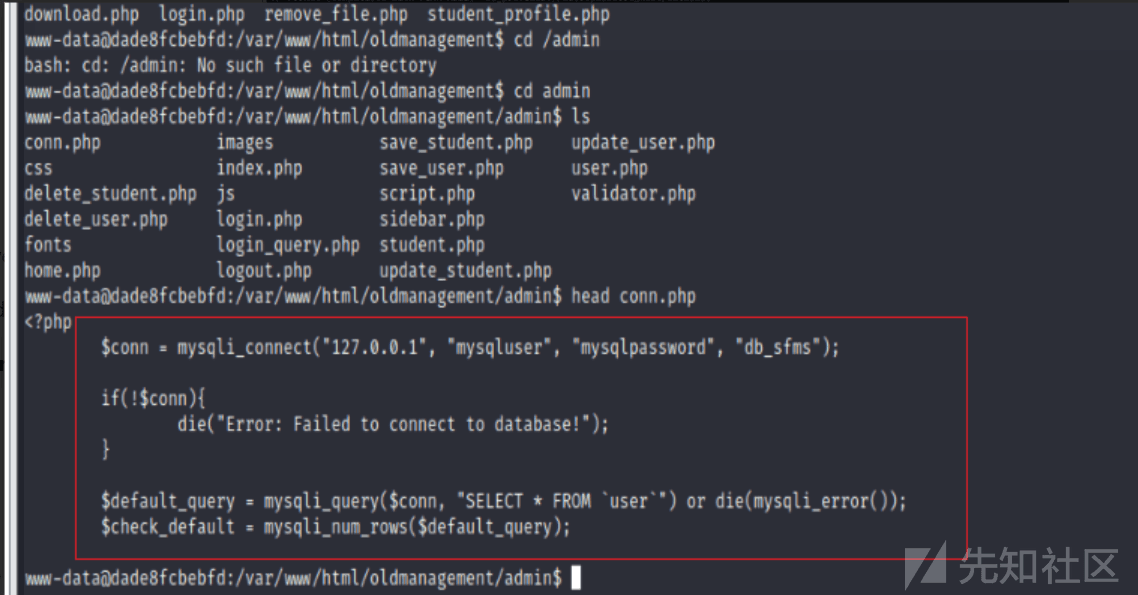 download.php  login.php  remove_file.php  student_profile.php
www-data@dade8fcbebfd:/var/www/html/oldmanagement$ cd /admin
bash: cd: /admin: No such file or directory
www-data@dade8fcbebfd:/var/www/html/oldmanagement$ cd admin
www-data@dade8fcbebfd:/var/www/html/oldmanagement/admin$ ls
conn.php            images           save_student.php    update_user.php
css                 index.php        save_user.php       user.php
delete_student.php  js               script.php          validator.php
delete_user.php     login.php        sidebar.php
fonts               login_query.php  student.php
home.php            logout.php       update_student.php
www-data@dade8fcbebfd:/var/www/html/oldmanagement/admin$ head conn.php
<?php
$conn = mysqli_connect("127.0.0.1", "mysqluser", "mysqlpassword", "db_sfms");
if(!$conn){
die("Error: Failed to connect to database!");
}
$default_query = mysqli_query($conn, "SELECT * FROM `user`") or die(mysqli_error());
$check_default = mysqli_num_rows($default_query);
www-data@dade8fcbebfd:/var/www/html/oldmanagement/admin$
先知社区